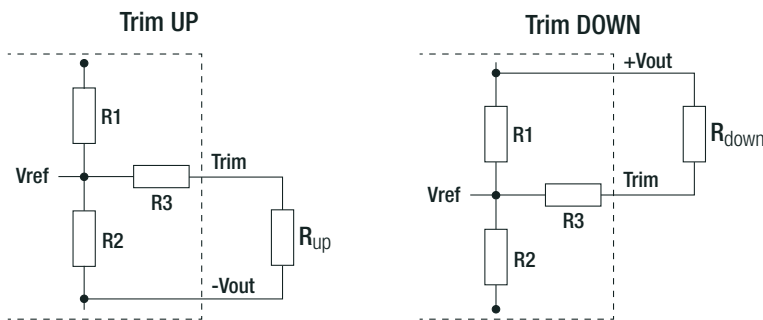 Trim UP
R1
Vref
Trim
R3
R2
Rup
-Vout
Trim DOWN
+Vout
R1
Rdown
Vref
Trim
R3
R2